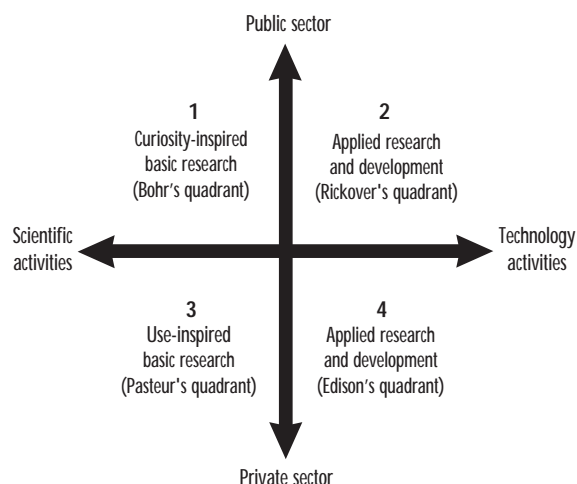 Public sector
1
Curiosity-inspired
basic research
(Bohr's quadrant)
2
Applied research
and development
(Rickover's quadrant)
Scientific
activities
Technology
activities
3
Use-inspired
basic research
(Pasteur's quadrant)
4
Applied research
and development
(Edison's quadrant)
Private sector